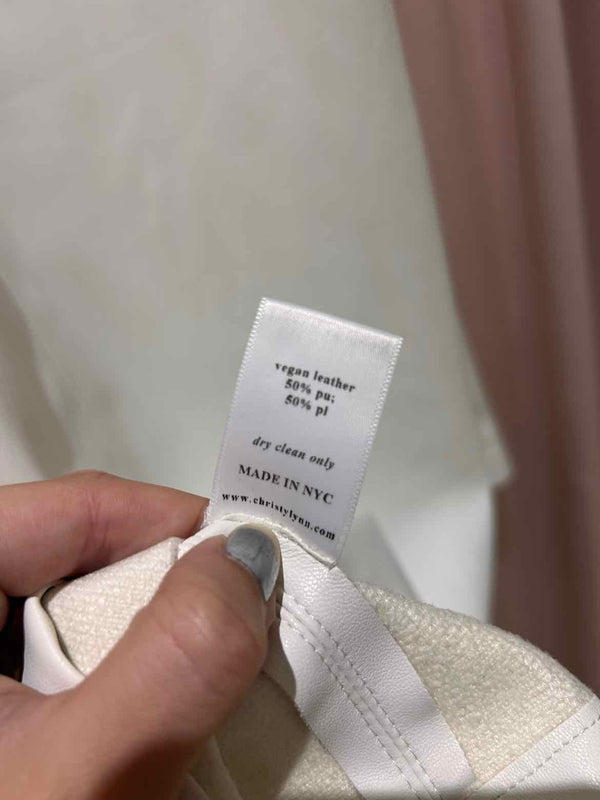 vegan leather
50% pu;
50% pl
dry clean only
MADE IN NYC
www.christylynn.com